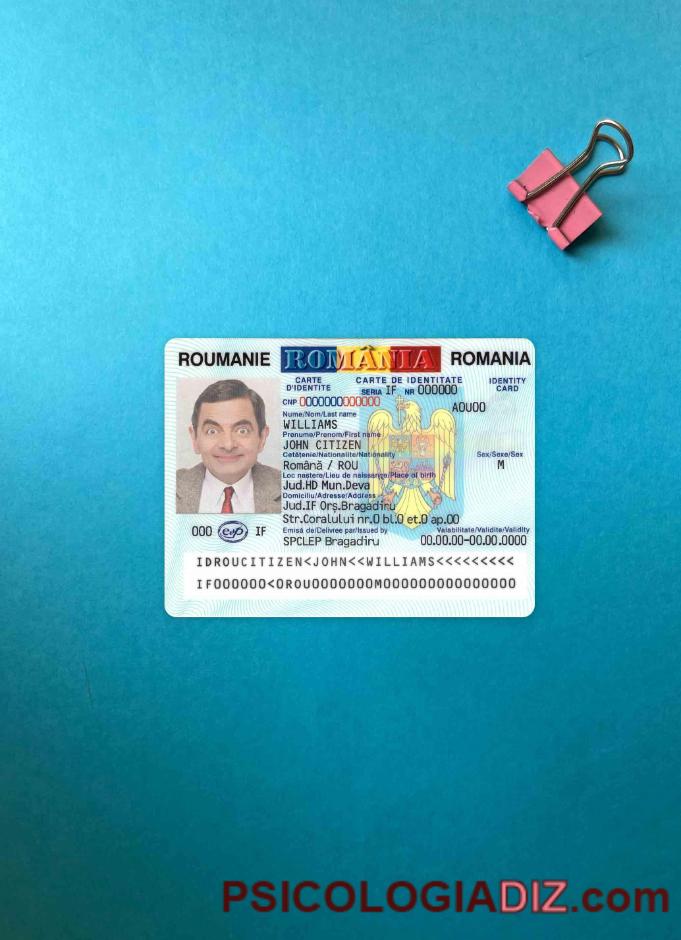 ROUMANIE ROMÂNIA ROMANIA
CARTE D'IDENTITE CARTE DE IDENTITATE IDENTITY CARD
SERIA IF NR 000000
CNP 0000000000000 A0U00
Nume/Nom/Last name
WILLIAMS
Prenume/Prenom/First name
JOHN CITIZEN
Cetăţenie/Nationalite/Nationality Sex/Sexe/Sex
Română / ROU M
Loc nastere/Lieu de naissance/Place of birth
Jud.HD Mun.Deva
Domiciliu/Adresse/Address
Jud.IF Orş.Bragadiru
Str.Coralului nr.0 bl.0 et.0 ap.00
000 evp IF Emisă de/Delivree par/Issued by Valabilitate/Validite/Validity
SPCLEP Bragadiru 00.00.00-00.00.0000
IDROUCITIZEN<JOHN<<WILLIAMS<<<<<<<<<
IF000000<0ROU0000000M000000000000000
PSICOLOGIADIZ.com